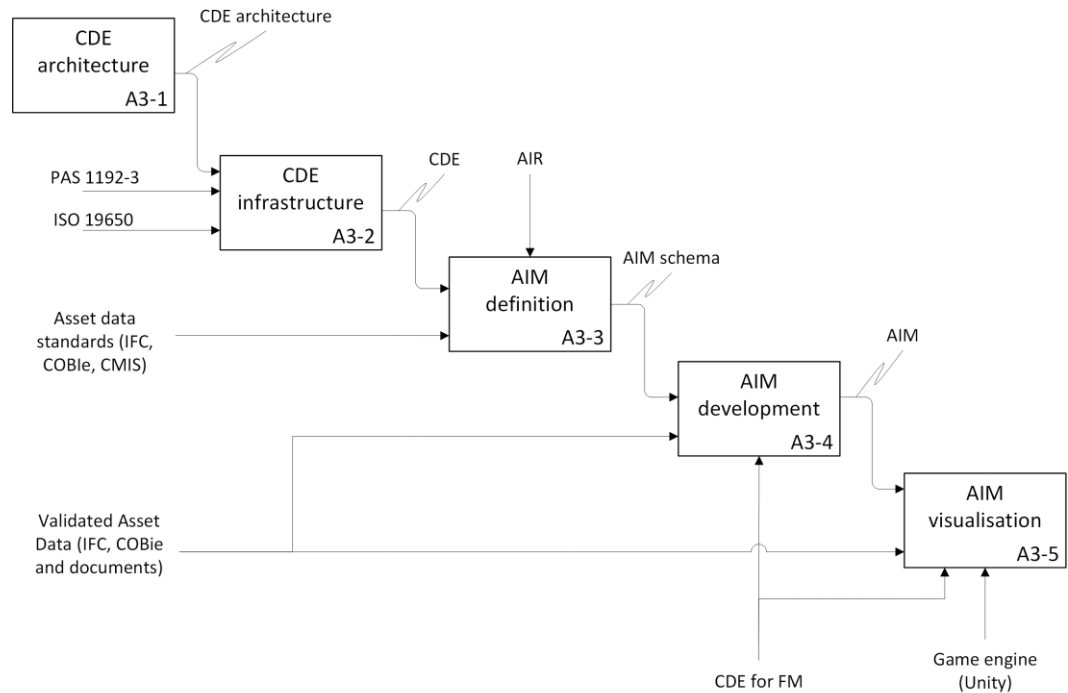 CDE architecture
CDE
architecture
A3-1
PAS 1192-3
ISO 19650
CDE
infrastructure
A3-2
CDE
AIR
AIM
definition
A3-3
AIM schema
Asset data
standards (IFC,
COBIe, CMIS)
AIM
development
A3-4
AIM
Validated Asset
Data (IFC, COBie
and documents)
AIM
visualisation
A3-5
CDE for FM
Game engine
(Unity)